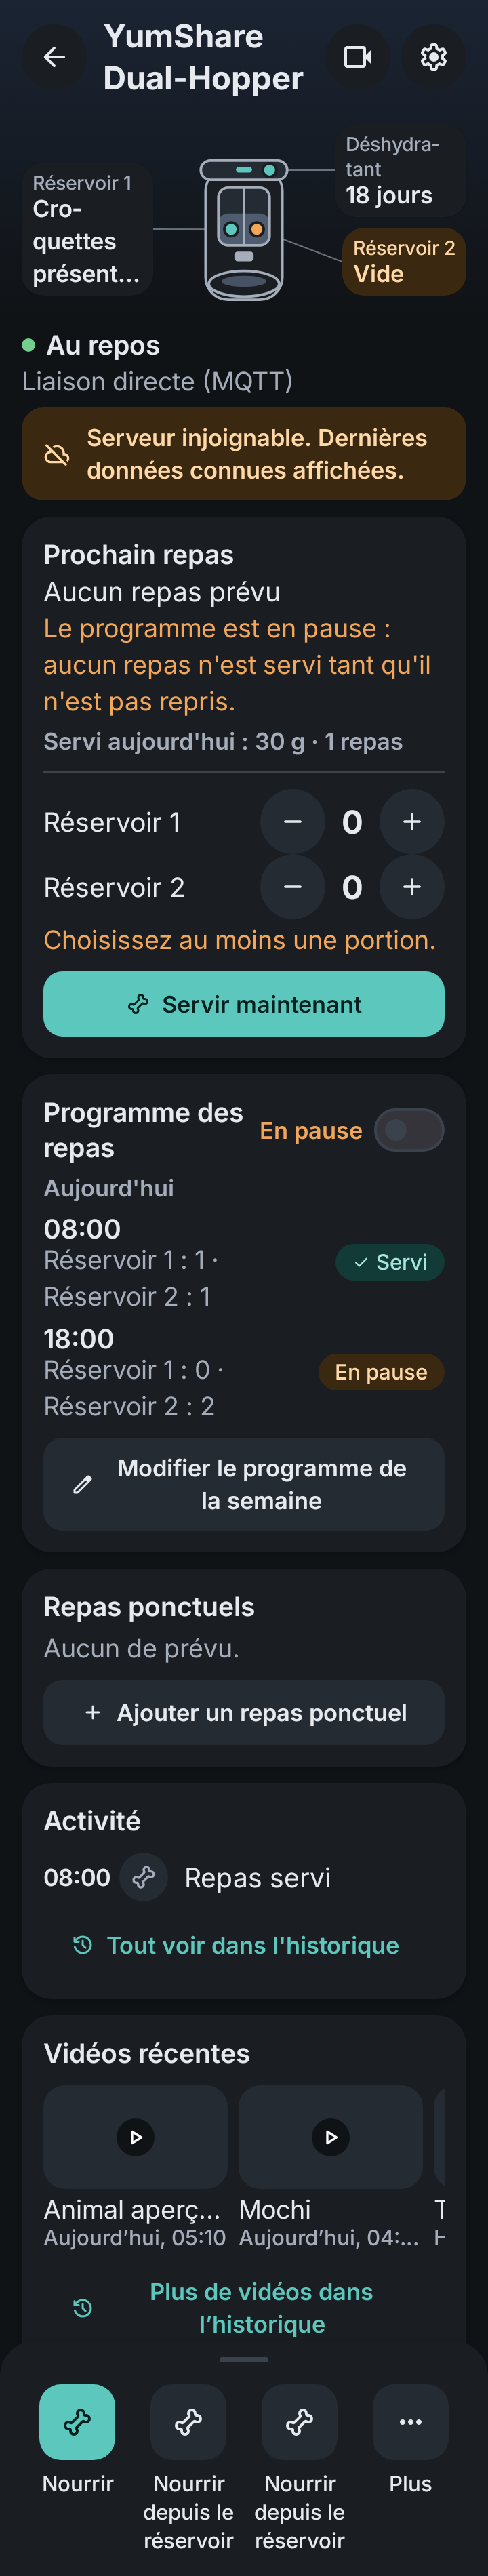 YumShare
Dual-Hopper
Déshydra-
tant
18 jours
Réservoir 1
Cro-
quettes
présent…
Réservoir 2
Vide
Au repos
Liaison directe (MQTT)
Serveur injoignable. Dernières
données connues affichées.
Prochain repas
Aucun repas prévu
Le programme est en pause :
aucun repas n'est servi tant qu'il
n'est pas repris.
Servi aujourd'hui : 30 g · 1 repas
Réservoir 1 − 0 +
Réservoir 2 − 0 +
Choisissez au moins une portion.
Servir maintenant
Programme des
repas
En pause
Aujourd'hui
08:00
Réservoir 1 : 1 ·
Réservoir 2 : 1
Servi
18:00
Réservoir 1 : 0 ·
Réservoir 2 : 2
En pause
Modifier le programme de
la semaine
Repas ponctuels
Aucun de prévu.
Ajouter un repas ponctuel
Activité
08:00 Repas servi
Tout voir dans l'historique
Vidéos récentes
Animal aperç… Mochi
Aujourd’hui, 05:10 Aujourd’hui, 04:…
Plus de vidéos dans
l’historique
Nourrir
Nourrir
depuis le
réservoir
Nourrir
depuis le
réservoir
Plus